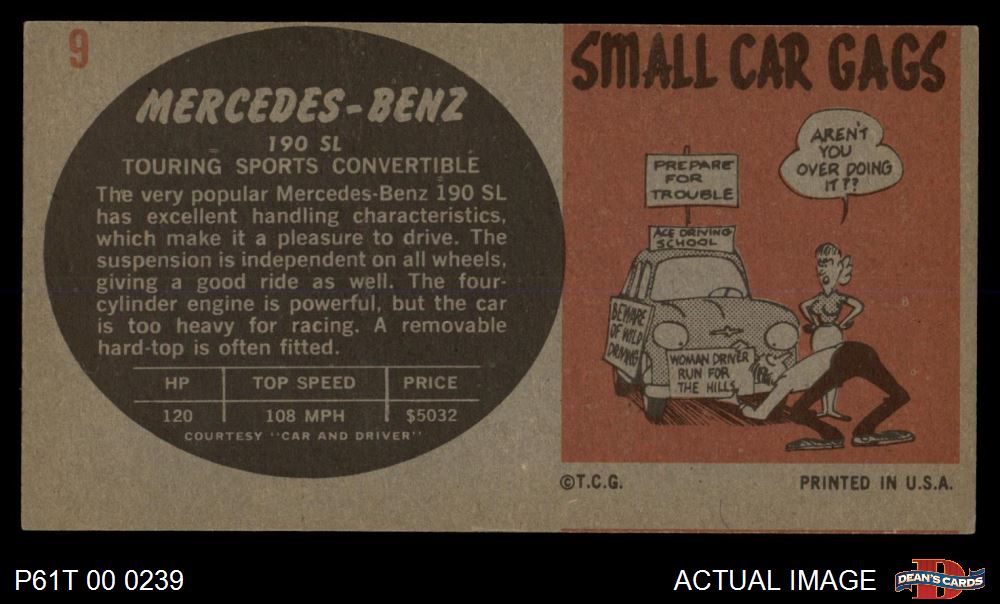 9
MERCEDES-BENZ
190 SL
TOURING SPORTS CONVERTIBLE
The very popular Mercedes-Benz 190 SL
has excellent handling characteristics,
which make it a pleasure to drive. The
suspension is independent on all wheels,
giving a good ride as well. The four-
cylinder engine is powerful, but the car
is too heavy for racing. A removable
hard-top is often fitted.
HP TOP SPEED PRICE
120 108 MPH $5032
COURTESY "CAR AND DRIVER"
SMALL CAR GAGS
AREN'T
YOU
OVER DOING
IT??
PREPARE
FOR
TROUBLE
ACE DRIVING
SCHOOL
BEWARE
OF WILD
DRIVING
WOMAN DRIVER
RUN FOR
THE HILLS
©T.C.G. PRINTED IN U.S.A.
P61T 00 0239
ACTUAL IMAGE
D
DEAN'S CARDS